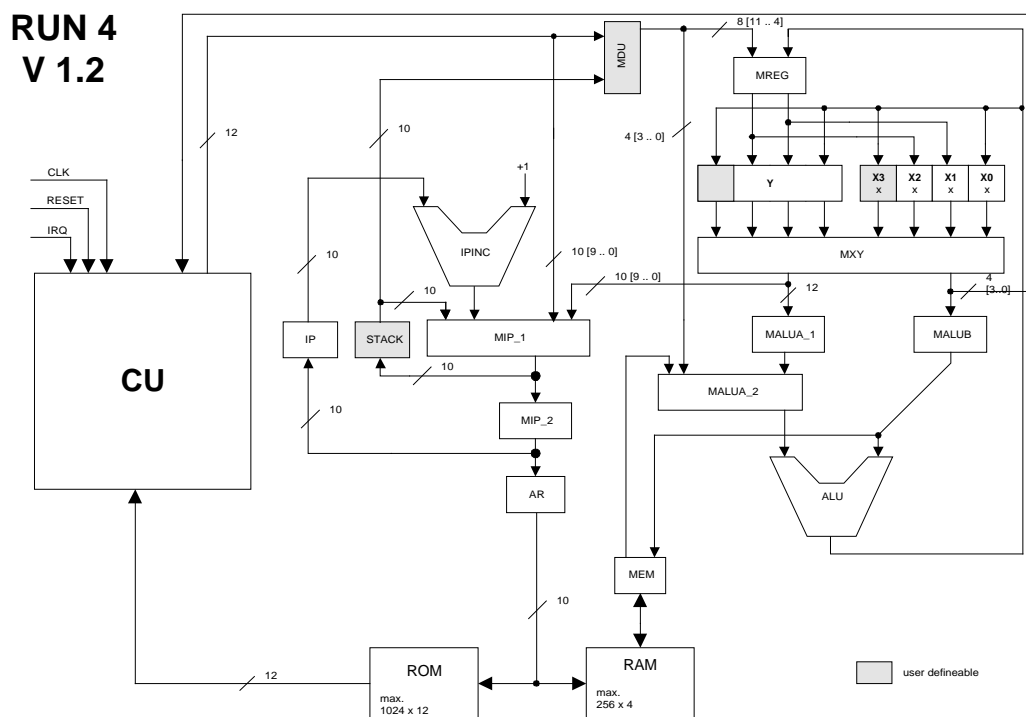 RUN 4
V 1.2
8 [11 .. 4]
MDU
MREG
12
10
4 [3 .. 0]
CLK
RESET
IRQ
+1
Y
X3
x
X2
x
X1
x
X0
x
IPINC
10
10 [9 .. 0]
MXY
10 [9 .. 0]
4
[3..0]
12
10
IP
STACK
MIP_1
MALUA_1
MALUB
CU
10
MALUA_2
10
MIP_2
AR
ALU
MEM
10
ROM
max.
1024 x 12
RAM
max.
256 x 4
12
user defineable